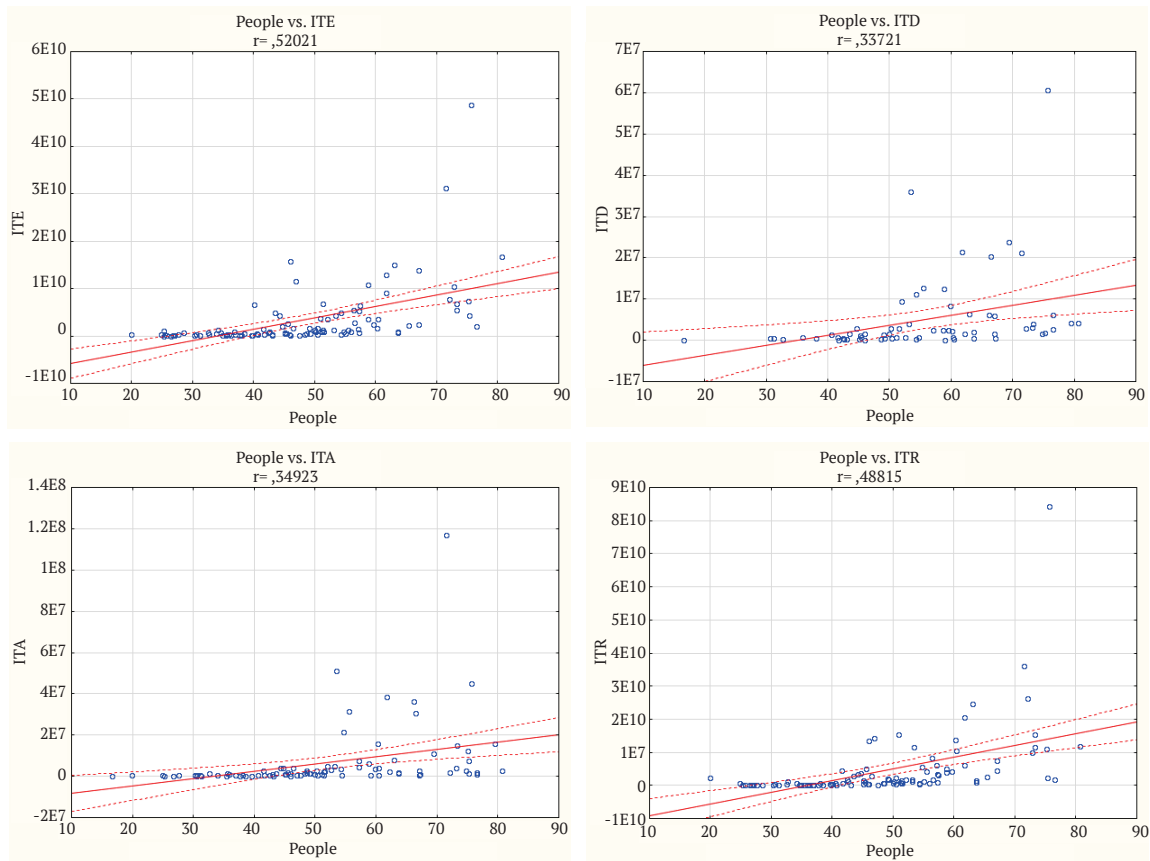 People vs. ITE
r= ,52021
6E10
5E10
4E10
3E10
2E10
1E10
0
-1E10
ITE
10 20 30 40 50 60 70 80 90
People
People vs. ITD
r= ,33721
7E7
6E7
5E7
4E7
3E7
2E7
1E7
0
-1E7
ITD
10 20 30 40 50 60 70 80 90
People
People vs. ITA
r= ,34923
1.4E8
1.2E8
1E8
8E7
6E7
4E7
2E7
0
-2E7
ITA
10 20 30 40 50 60 70 80 90
People
People vs. ITR
r= ,48815
9E10
8E10
7E10
6E10
5E10
4E10
3E10
2E10
1E10
0
-1E10
ITR
10 20 30 40 50 60 70 80 90
People